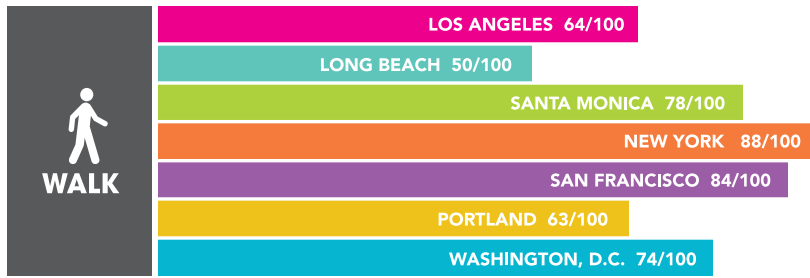 WALK
LOS ANGELES 64/100
LONG BEACH 50/100
SANTA MONICA 78/100
NEW YORK 88/100
SAN FRANCISCO 84/100
PORTLAND 63/100
WASHINGTON, D.C. 74/100